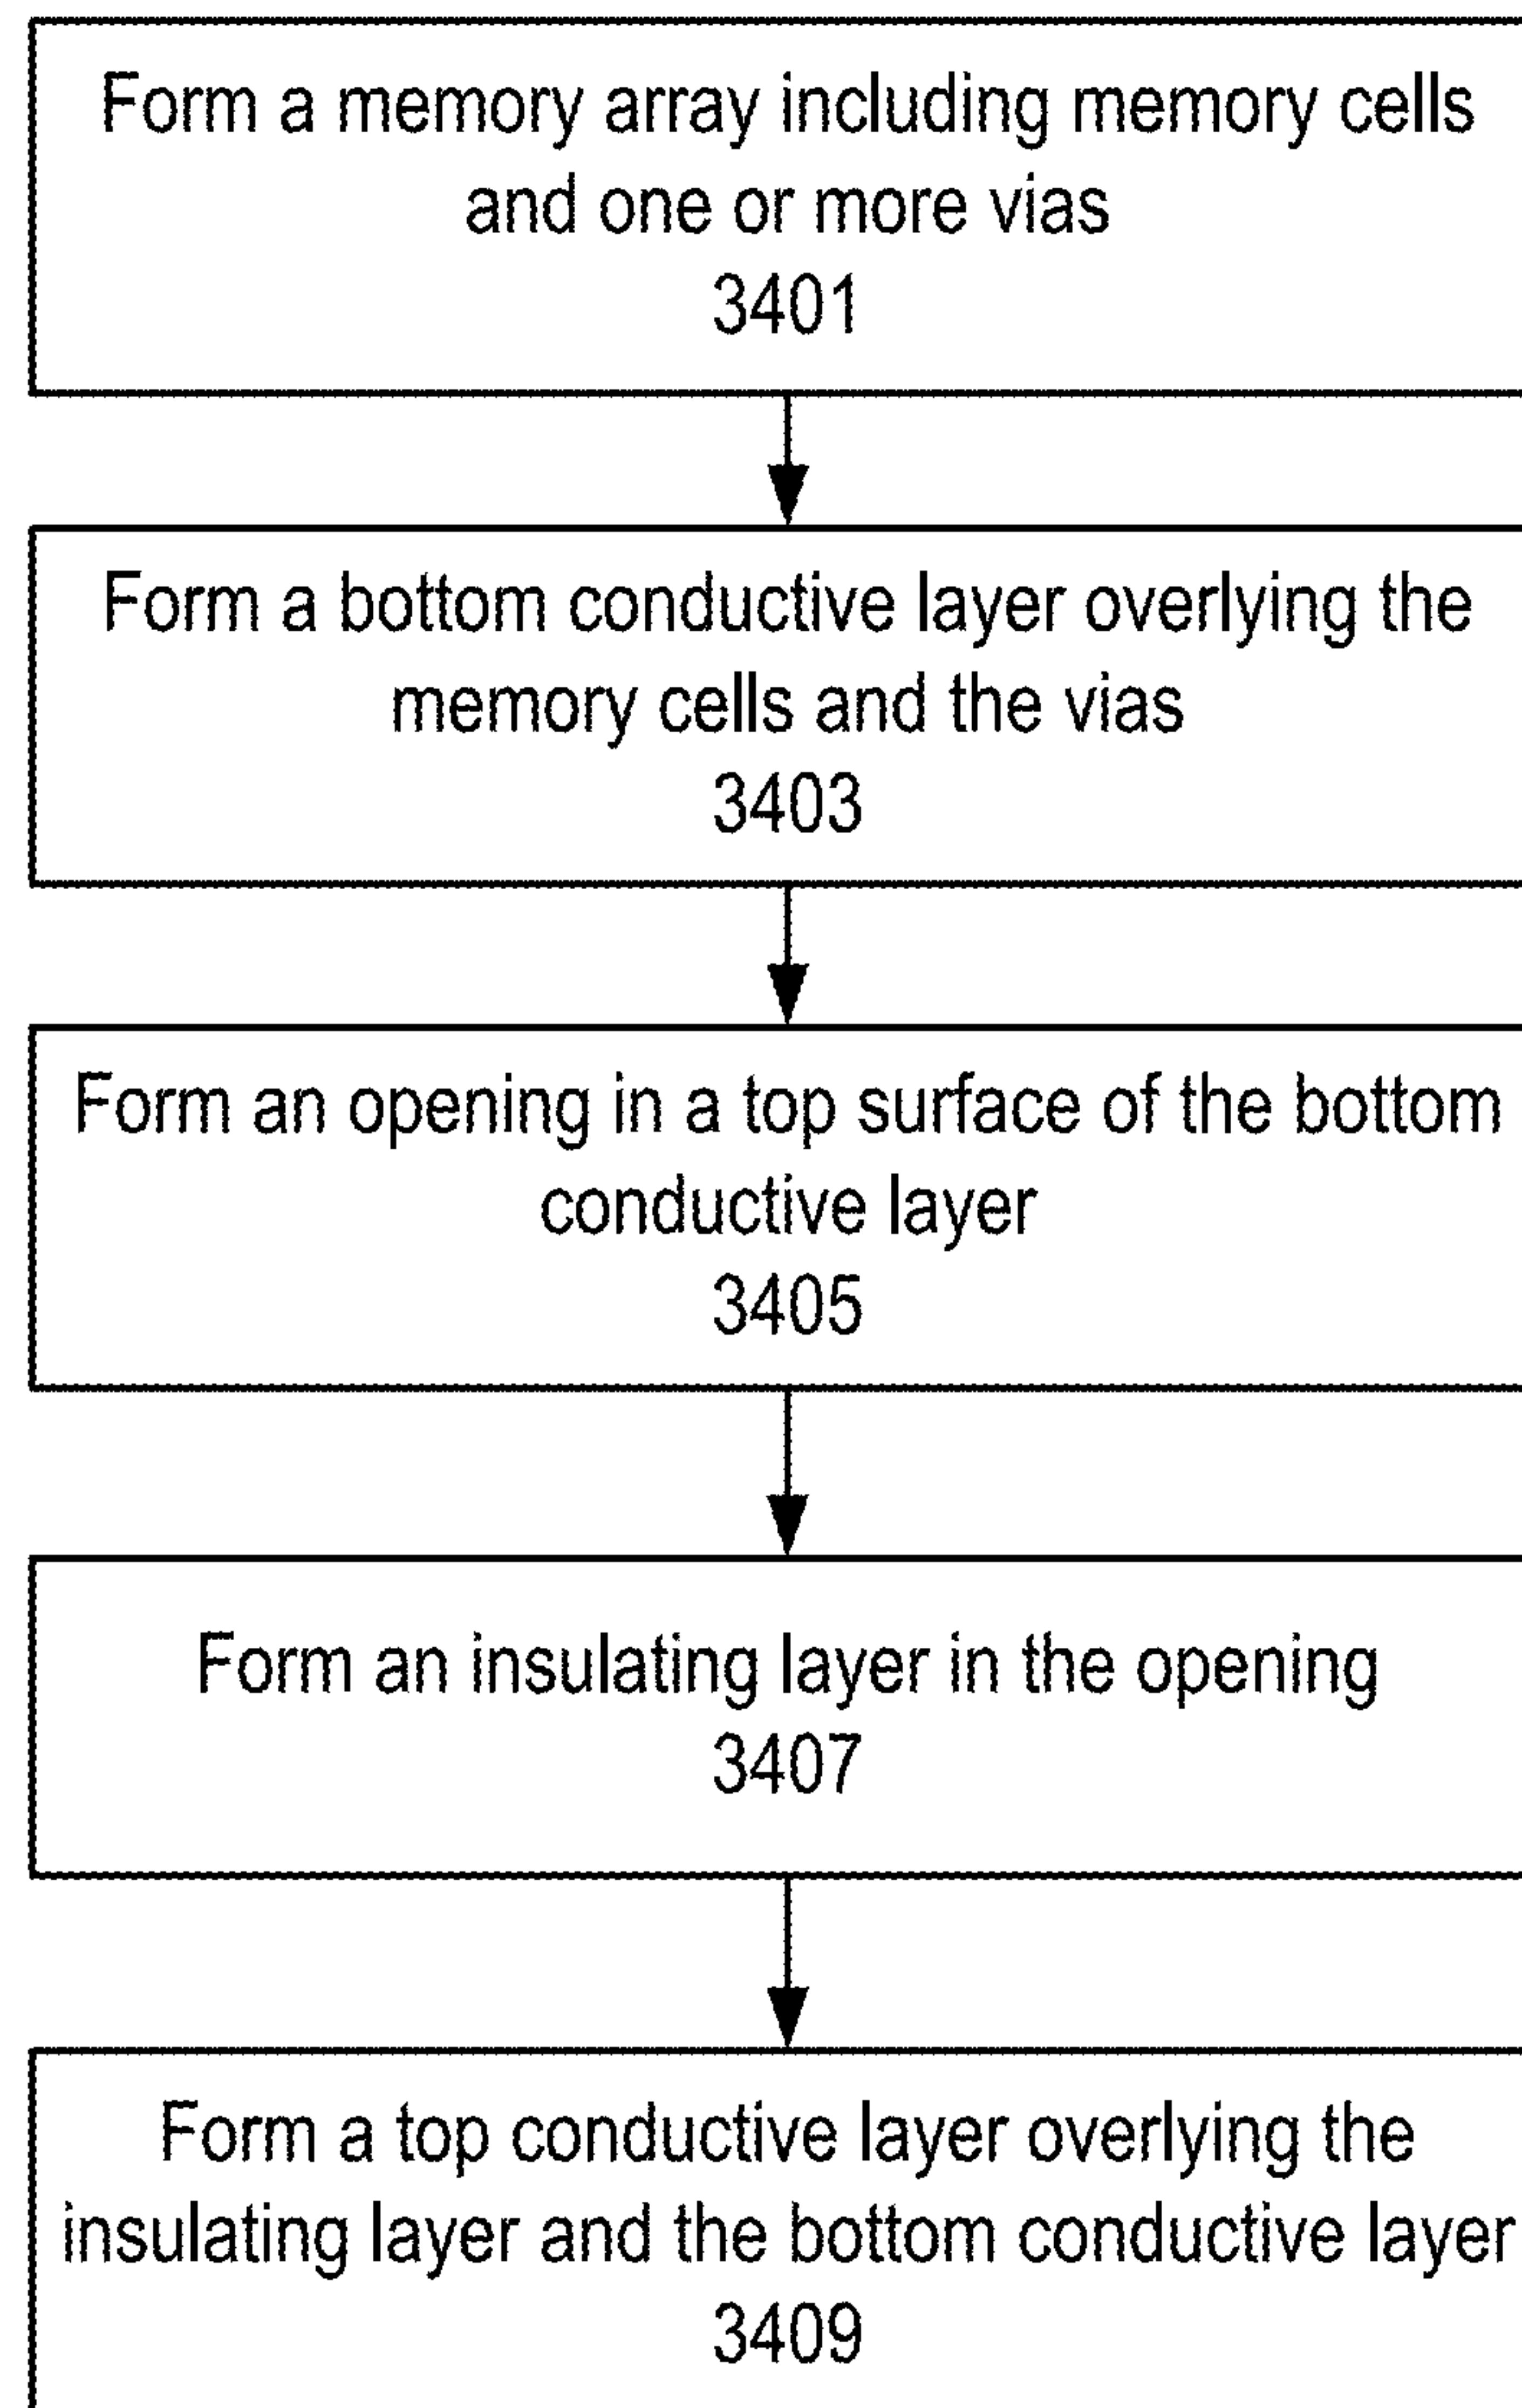 Form a memory array including memory cells
and one or more vias
3401
Form a bottom conductive layer overlying the
memory cells and the vias
3403
Form an opening in a top surface of the bottom
conductive layer
3405
Form an insulating layer in the opening
3407
Form a top conductive layer overlying the
insulating layer and the bottom conductive layer
3409